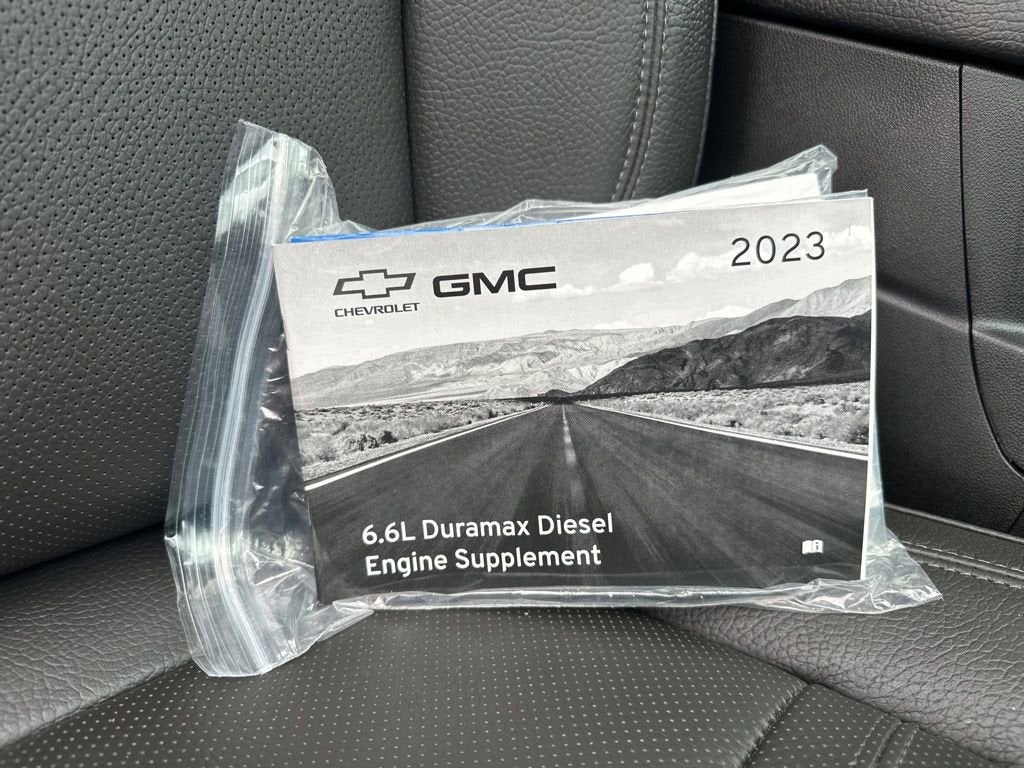 2023
CHEVROLET
GMC
6.6L Duramax Diesel
Engine Supplement